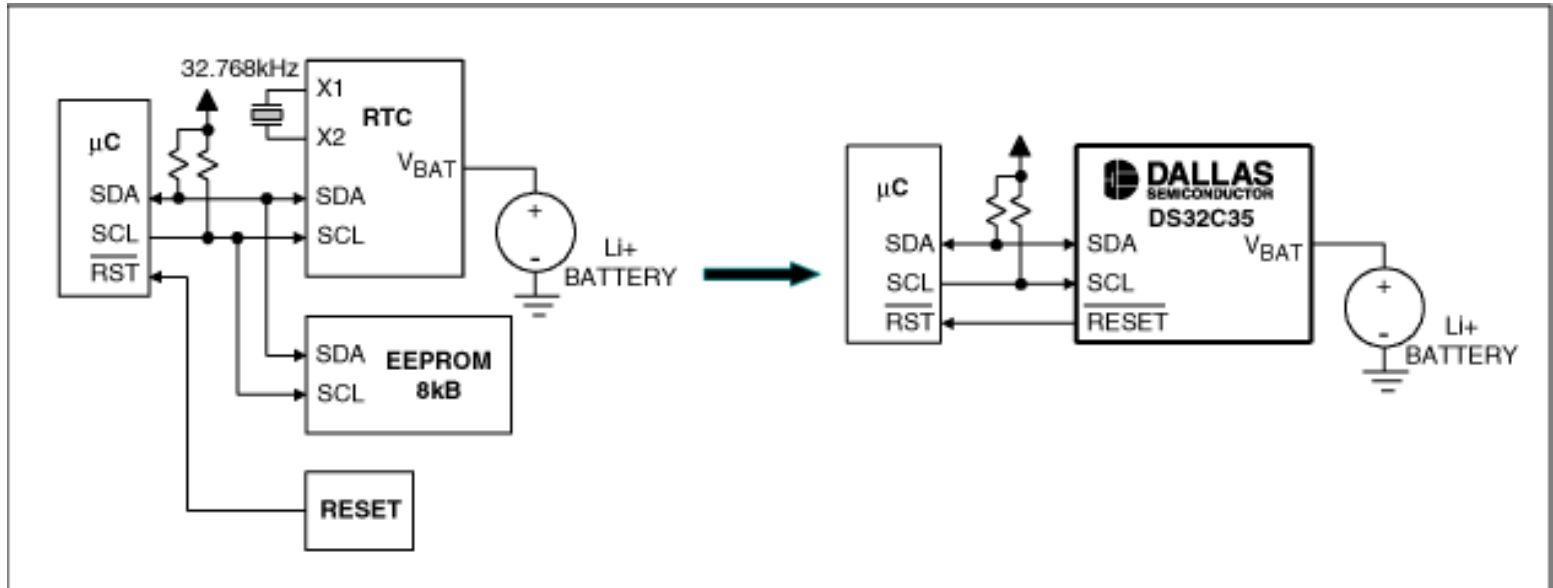 32.768kHz
μC
SDA
SCL
RST
X1
X2
RTC
VBAT
SDA
SCL
+
-
Li+
BATTERY
SDA
SCL
EEPROM
8kB
RESET
μC
SDA
SCL
RST
DALLAS
SEMICONDUCTOR
DS32C35
SDA
SCL
RESET
VBAT
+
-
Li+
BATTERY